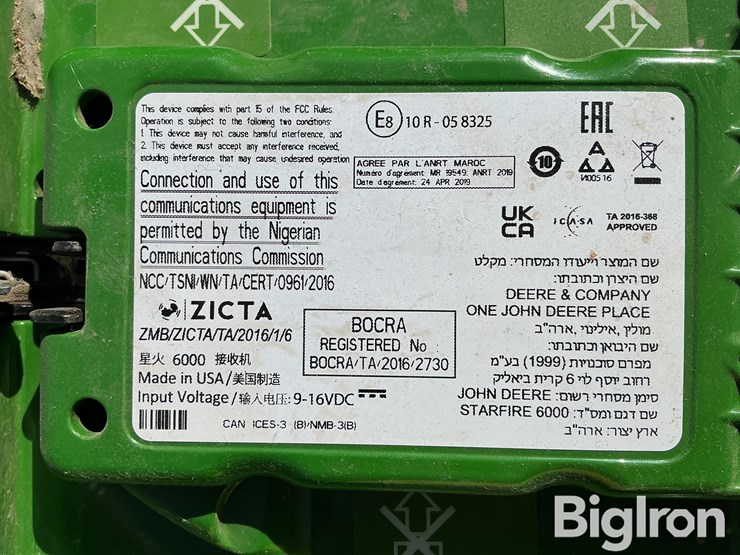 This device complies with part 15 of the FCC Rules.
Operation is subject to the following two conditions:
1. This device may not cause harmful interference, and
2. This device must accept any interference received,
including interference that may cause undesired operation
Connection and use of this
communications equipment is
permitted by the Nigerian
Communications Commission
NCC/TSNI/WN/TA/CERT/0961/2016
ZICTA
ZMB/ZICTA/TA/2016/1/6
星火 6000 接收机
Made in USA/美国制造
Input Voltage/输入电压: 9-16VDC
CAN ICES-3 (B)/NMB-3(B)
E8 10 R - 05 8325
AGREE PAR L'ANRT MAROC
Numéro d'agrément: MR 19549 ANRT 2019
Date d'agrément: 24 APR 2019
BOCRA
REGISTERED No:
BOCRA/TA/2016/2730
EAC
10
И005 16
UK
CA
ICASA
TA 2016-368
APPROVED
שם המוצר וייעודו המסחרי: מקלט
שם היצרן וכתובתו:
DEERE & COMPANY
ONE JOHN DEERE PLACE
מולין, אילינוי, ארה"ב
שם היבואן וכתובתו:
מפרם סוכנויות (1999) בע"מ
רחוב יוסף לוי 6 קרית ביאליק
סימן מסחרי רשום: JOHN DEERE
שם דגם ומס"ד: STARFIRE 6000
ארץ יצור: ארה"ב
BigIron